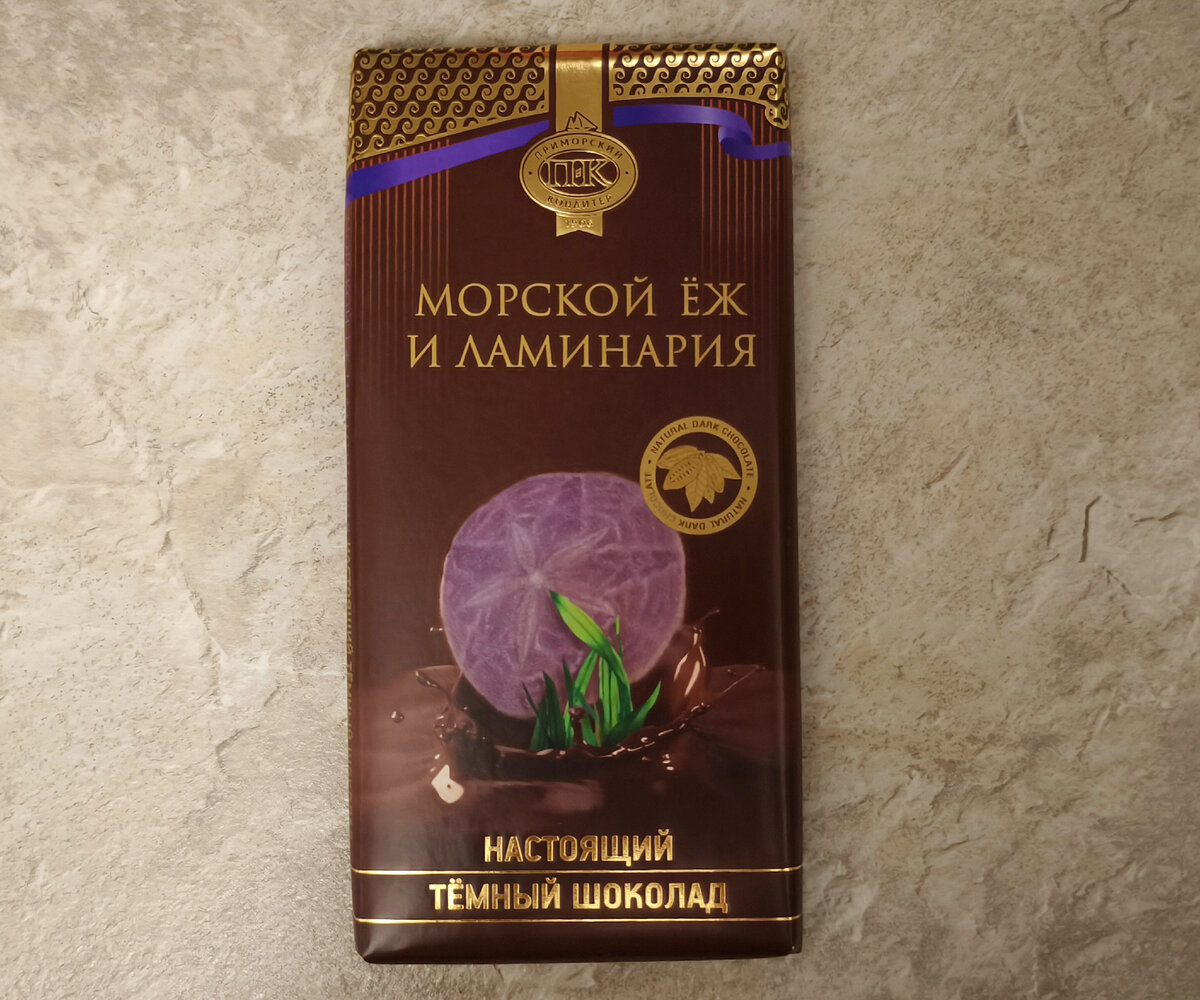 ПРИМОРСКИЙ
ПК
КОНДИТЕР
МОРСКОЙ ЁЖ
И ЛАМИНАРИЯ
NATURAL DARK CHOCOLATE • NATURAL DARK CHOCOLATE •
НАСТОЯЩИЙ
ТЁМНЫЙ ШОКОЛАД